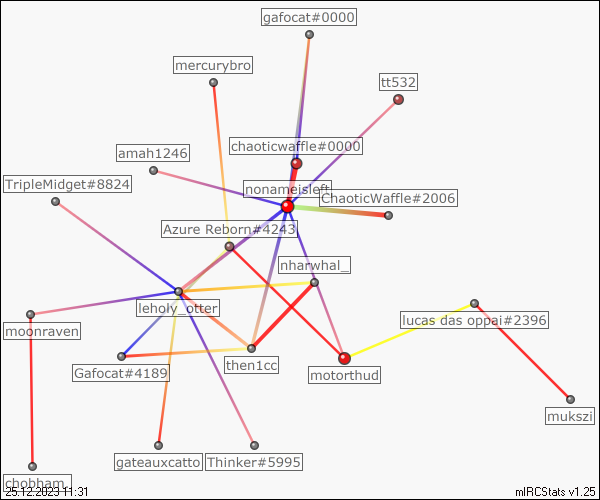 gafocat#0000
mercurybro
tt532
chaoticwaffle#0000
amah1246
TripleMidget#8824
nonameisleft
ChaoticWaffle#2006
Azure Reborn#4243
nharwhal_
leholy_otter
lucas das oppai#2396
moonraven
then1cc
Gafocat#4189
motorthud
mukszi
gateauxcatto
Thinker#5995
chobham_
25.12.2023 11:31
mIRCStats v1.25